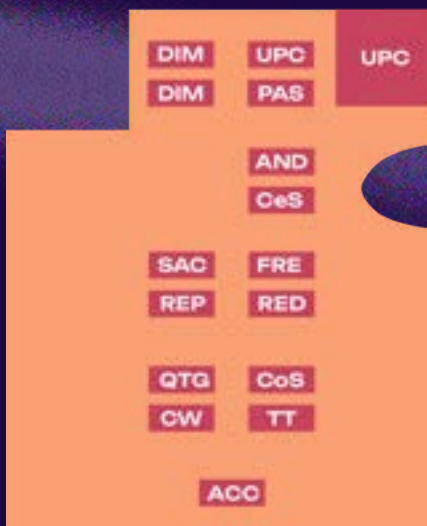 DIM UPC UPC
DIM PAS
AND
CeS
SAC FRE
REP RED
QTG CoS
CW TT
ACC